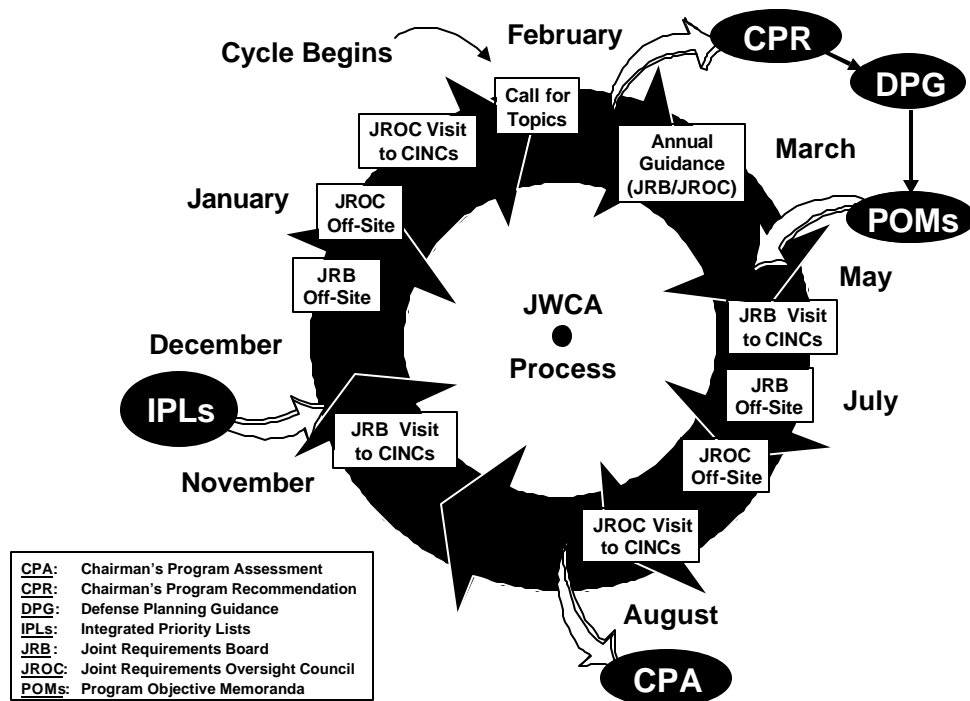 Cycle Begins
February
CPR
DPG
Call for
Topics
JROC Visit
to CINCs
Annual
Guidance
(JRB/JROC)
March
January
JROC
Off-Site
POMs
JRB
Off-Site
May
JWCA
Process
JRB Visit
to CINCs
December
IPLs
JRB
Off-Site
July
JRB Visit
to CINCs
JROC
Off-Site
November
JROC Visit
to CINCs
August
CPA
CPA: Chairman's Program Assessment
CPR: Chairman's Program Recommendation
DPG: Defense Planning Guidance
IPLs: Integrated Priority Lists
JRB: Joint Requirements Board
JROC: Joint Requirements Oversight Council
POMs: Program Objective Memoranda